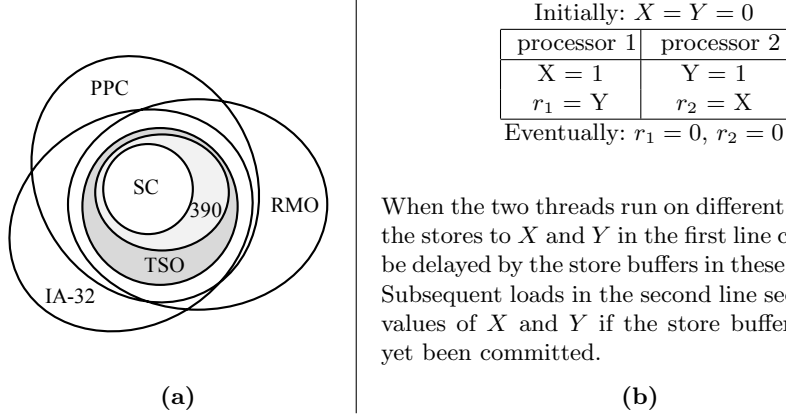 PPC
SC
390
RMO
TSO
IA-32
(a)
Initially: X = Y = 0
processor 1 processor 2
X = 1 Y = 1
r1 = Y r2 = X
Eventually: r1 = 0, r2 = 0
When the two threads run on different
the stores to X and Y in the first line c
be delayed by the store buffers in these
Subsequent loads in the second line see
values of X and Y if the store buffer
yet been committed.
(b)